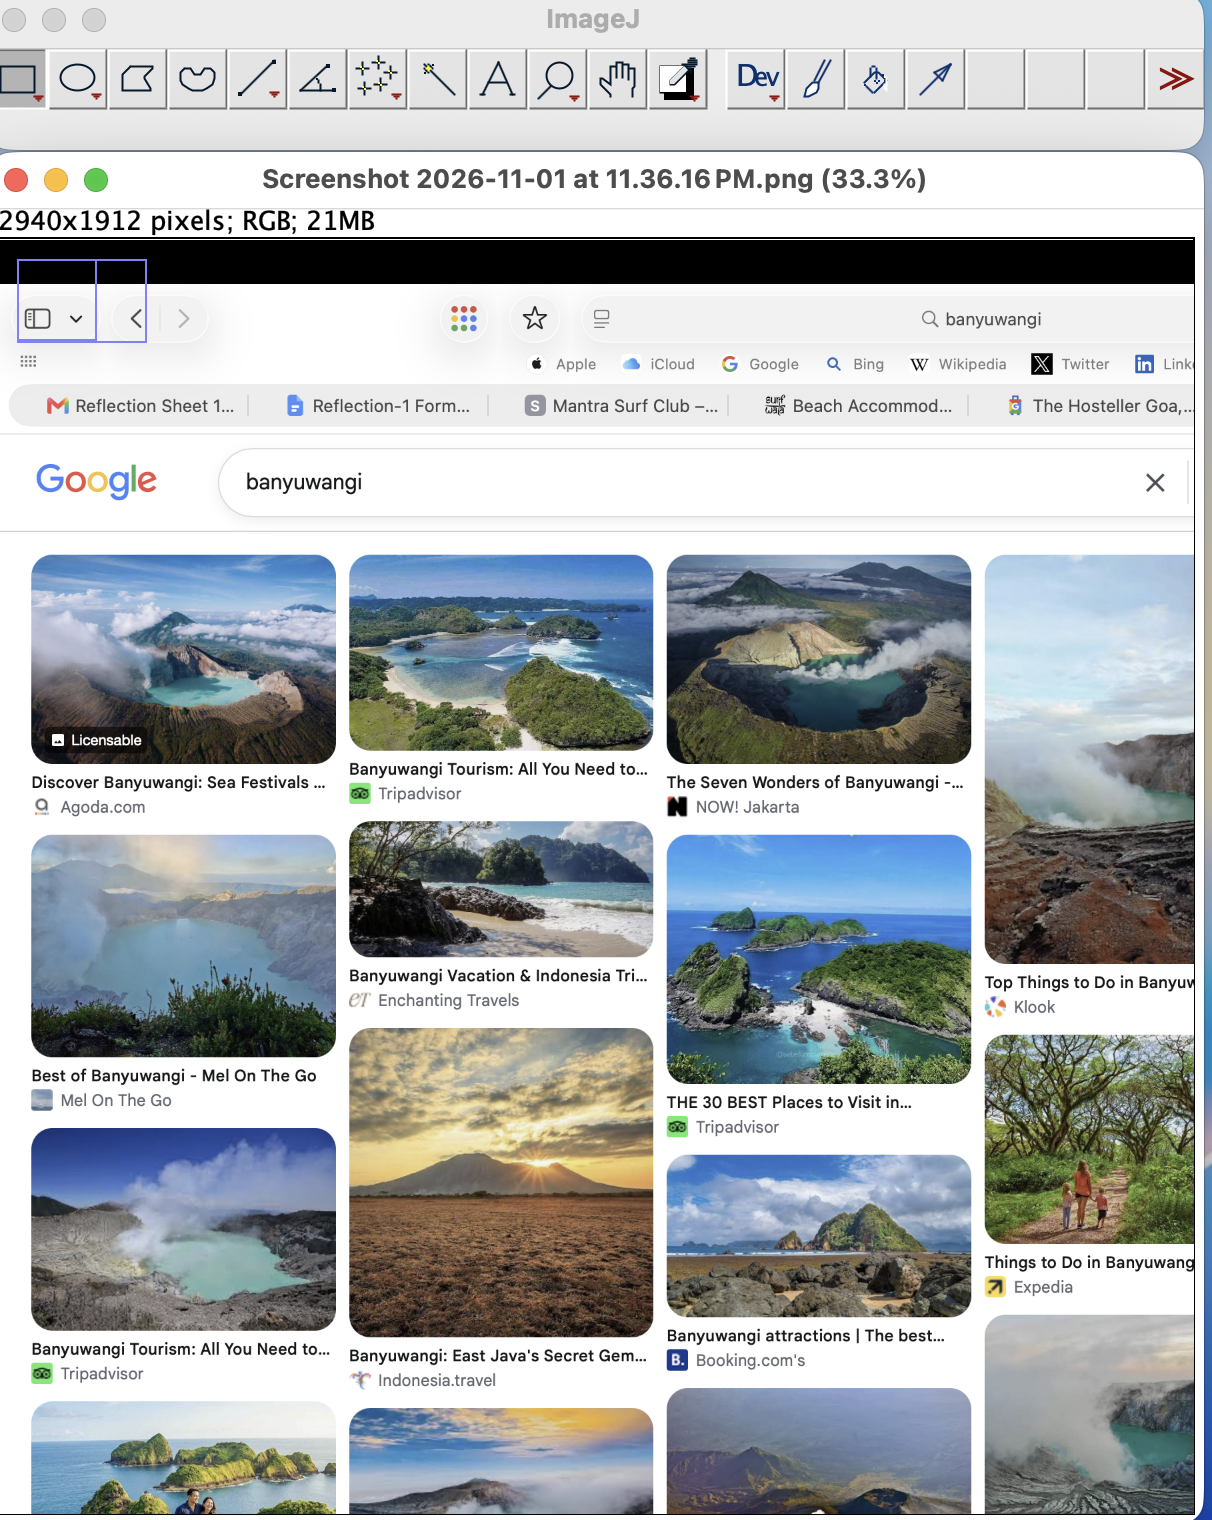 ImageJ
A
Dev
Screenshot 2026-11-01 at 11.36.16 PM.png (33.3%)
2940x1912 pixels; RGB; 21MB
banyuwangi
Apple iCloud Google Bing W Wikipedia X Twitter in Link
Reflection Sheet 1... Reflection-1 Form... S Mantra Surf Club –... surf ways Beach Accommod... The Hosteller Goa,...
Google banyuwangi
Licensable
Discover Banyuwangi: Sea Festivals ...
Agoda.com
Banyuwangi Tourism: All You Need to...
Tripadvisor
The Seven Wonders of Banyuwangi -...
N NOW! Jakarta
Top Things to Do in Banyuw
Klook
Best of Banyuwangi - Mel On The Go
Mel On The Go
Banyuwangi Vacation & Indonesia Tri...
eT Enchanting Travels
THE 30 BEST Places to Visit in...
Tripadvisor
Things to Do in Banyuwang
Expedia
Banyuwangi Tourism: All You Need to...
Tripadvisor
Banyuwangi: East Java's Secret Gem...
Indonesia.travel
Banyuwangi attractions | The best...
B. Booking.com's